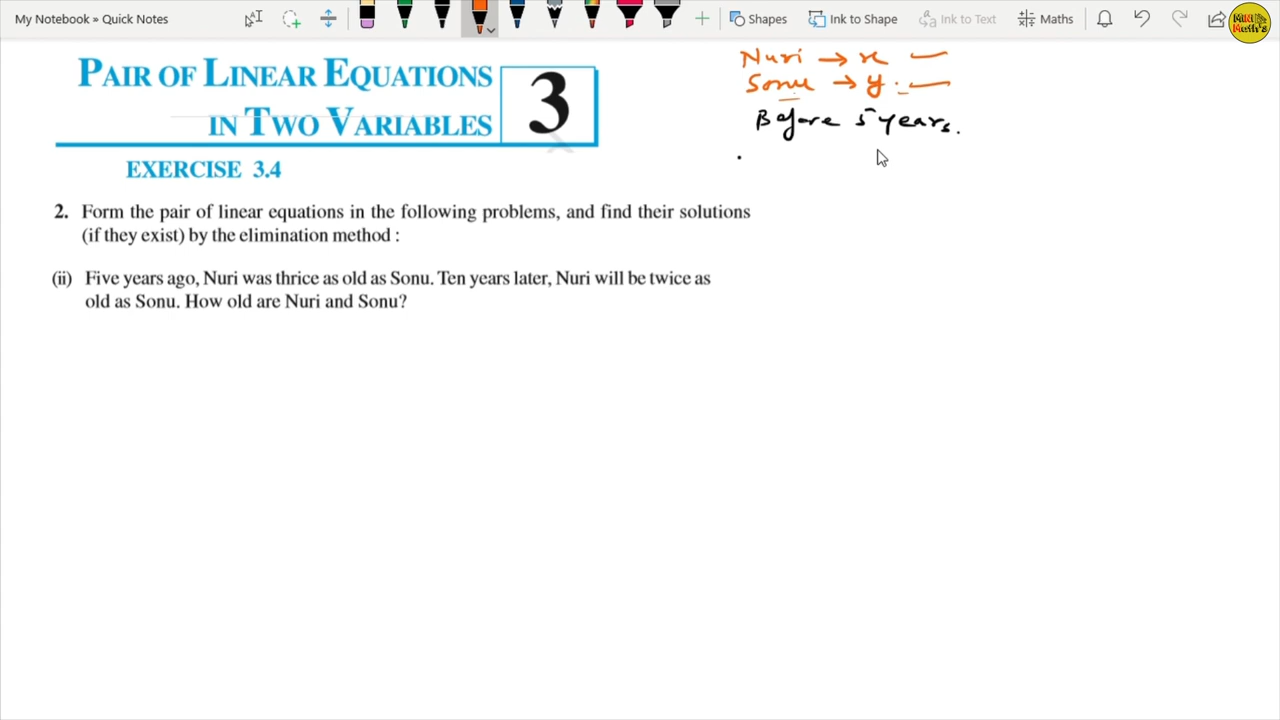 My Notebook » Quick Notes
Shapes
Ink to Shape
Ink to Text
Maths
NiNi Math's
PAIR OF LINEAR EQUATIONS
IN TWO VARIABLES
3
EXERCISE 3.4
Nuri → x —
Sonu → y. —
Before 5 years.
2. Form the pair of linear equations in the following problems, and find their solutions
(if they exist) by the elimination method :
(ii) Five years ago, Nuri was thrice as old as Sonu. Ten years later, Nuri will be twice as
old as Sonu. How old are Nuri and Sonu?